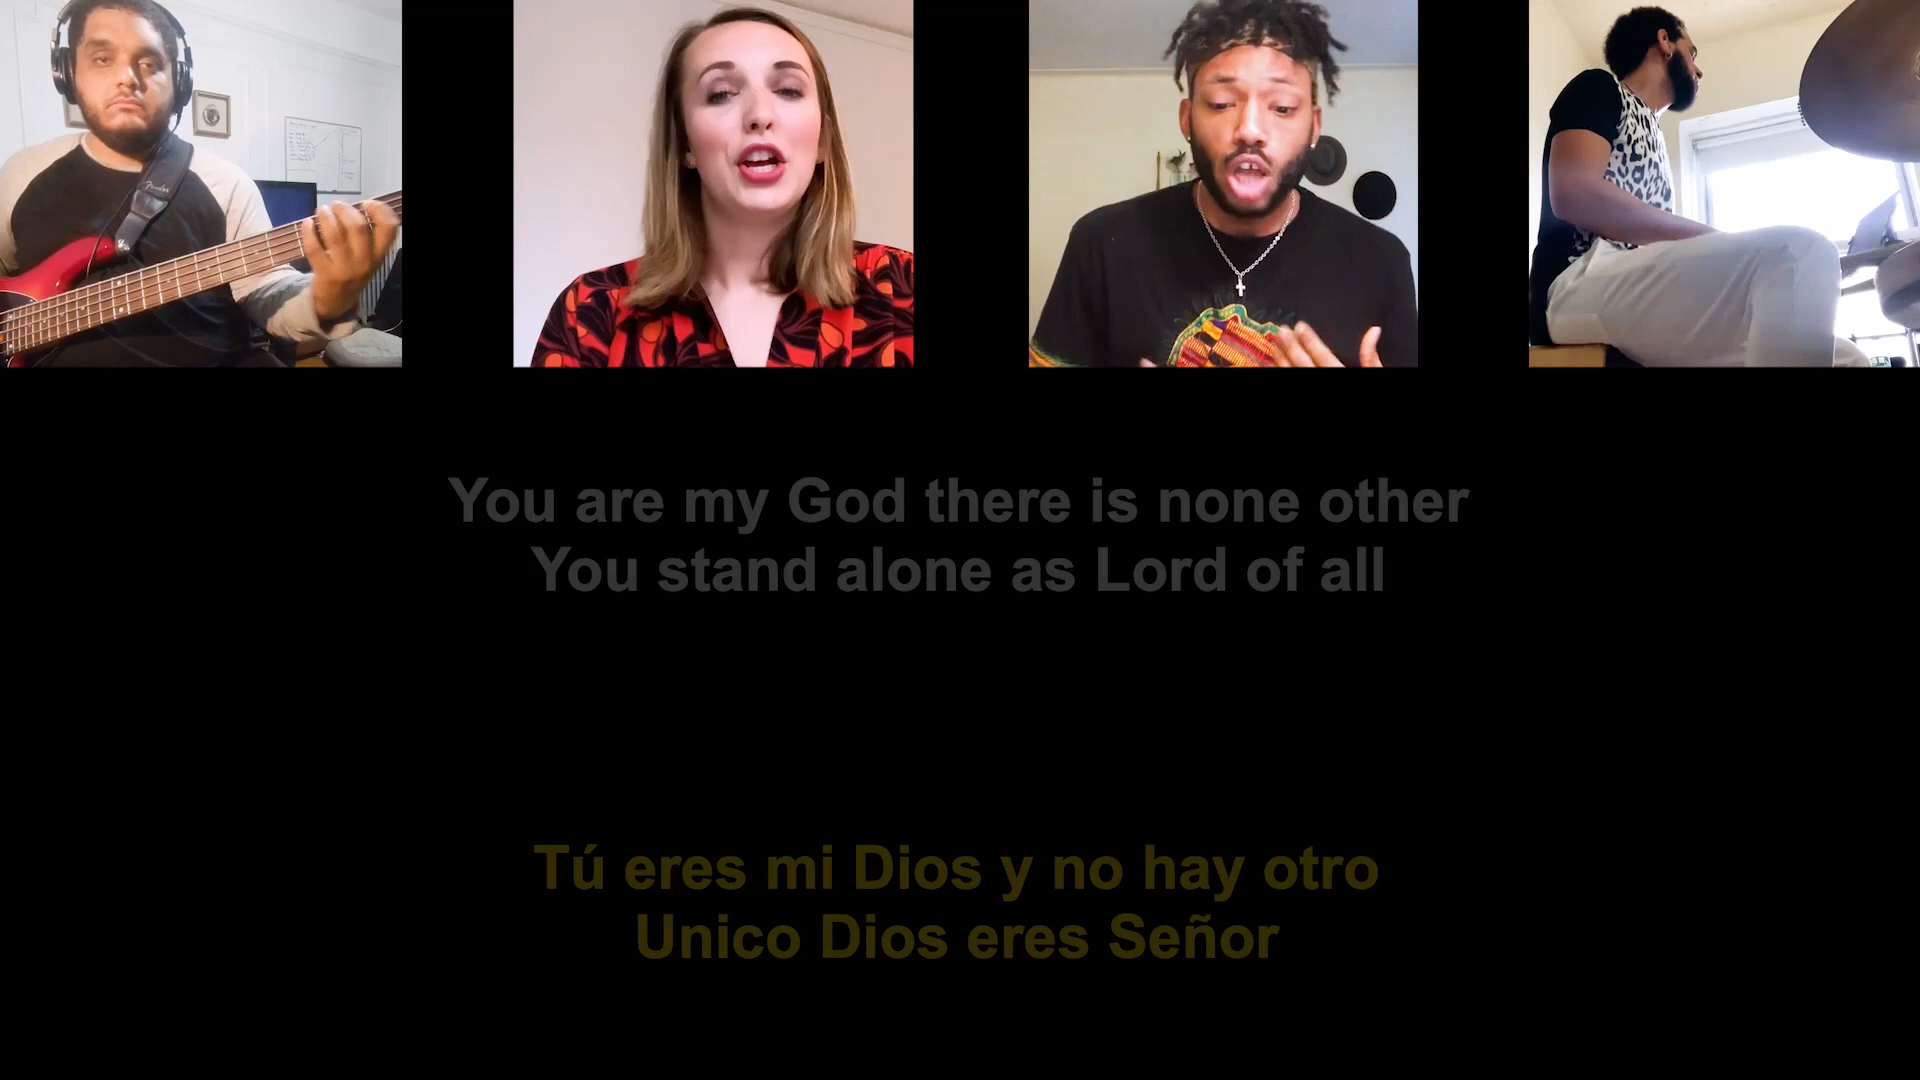 Fender
You are my God there is none other
You stand alone as Lord of all
Tú eres mi Dios y no hay otro
Unico Dios eres Señor